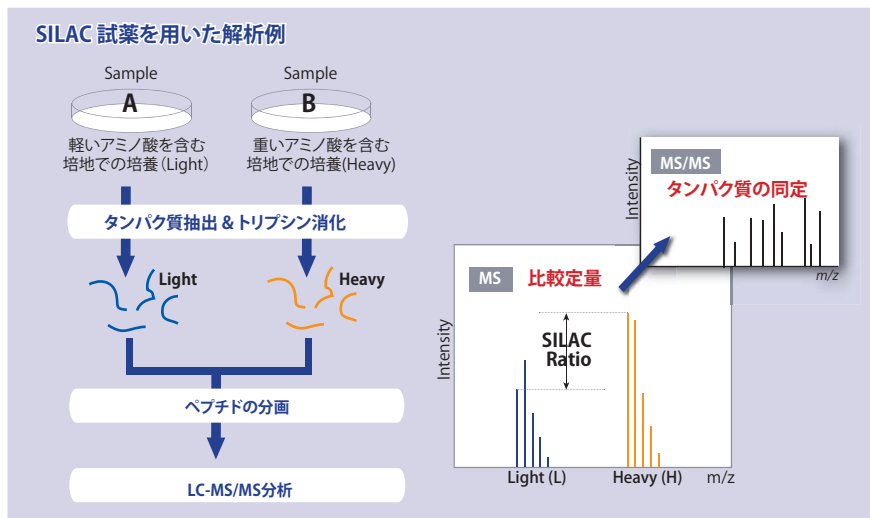 SILAC 試薬を用いた解析例
Sample
A
軽いアミノ酸を含む
培地での培養(Light)
Sample
B
重いアミノ酸を含む
培地での培養(Heavy)
タンパク質抽出 & トリプシン消化
Light
Heavy
ペプチドの分画
LC-MS/MS分析
MS/MS
タンパク質の同定
Intensity
m/z
MS
比較定量
Intensity
SILAC
Ratio
Light (L)
Heavy (H)
m/z